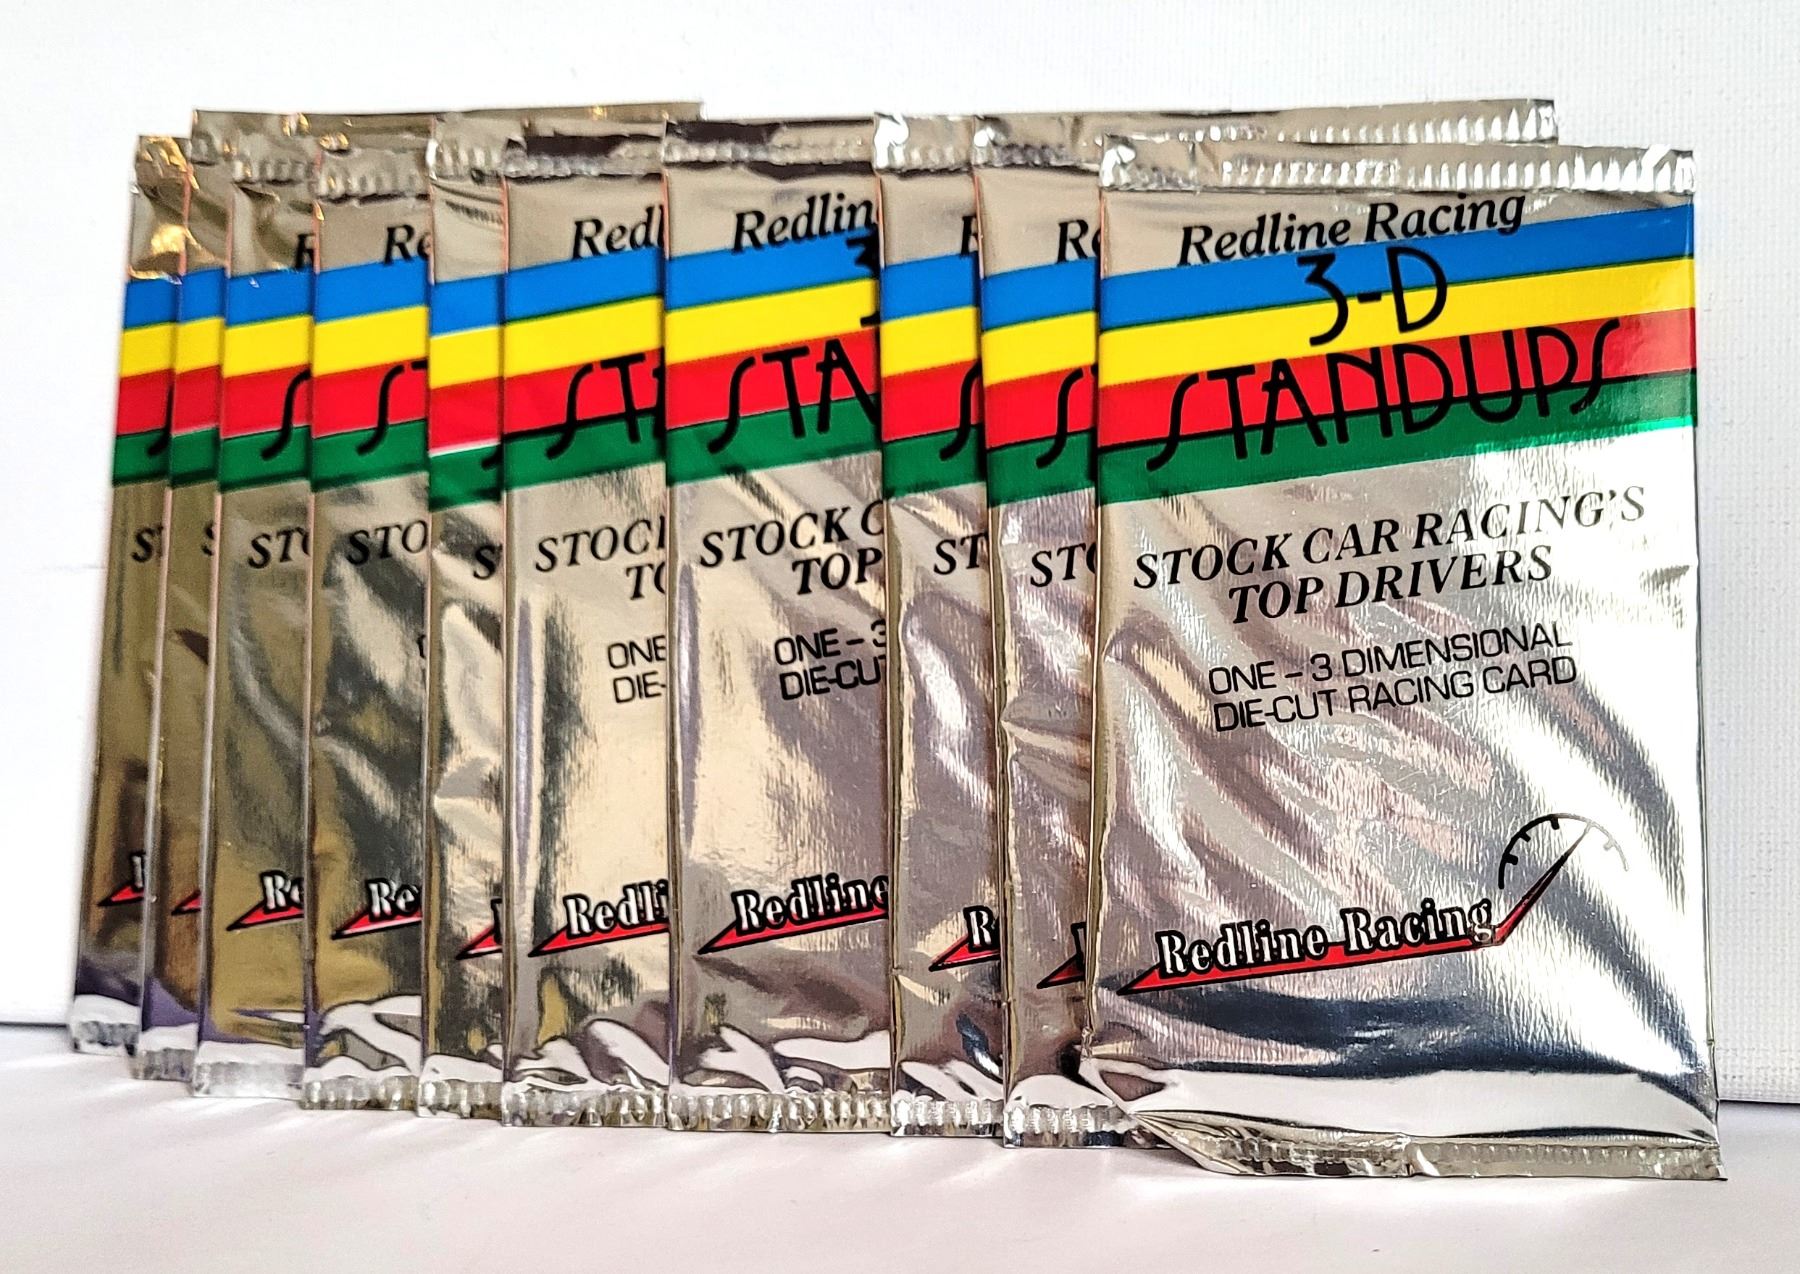 Redline Racing
3-D
STANDUPS
STOCK CAR RACING'S
TOP DRIVERS
ONE – 3 DIMENSIONAL
DIE-CUT RACING CARD
Redline Racing